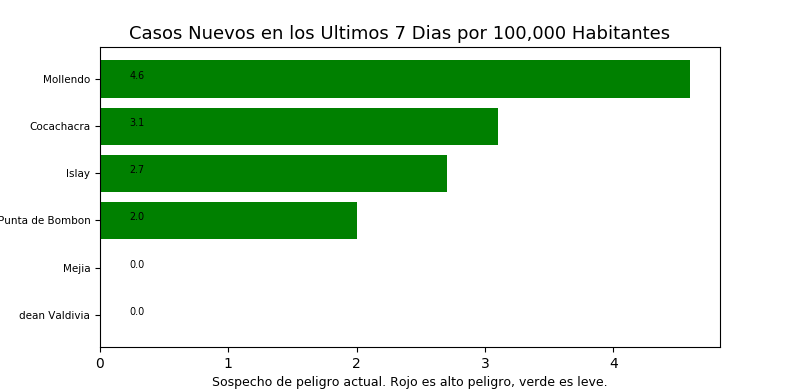 Casos Nuevos en los Ultimos 7 Dias por 100,000 Habitantes
Mollendo 4.6
Cocachacra 3.1
Islay 2.7
Punta de Bombon 2.0
Mejia 0.0
dean Valdivia 0.0
0 1 2 3 4
Sospecho de peligro actual. Rojo es alto peligro, verde es leve.